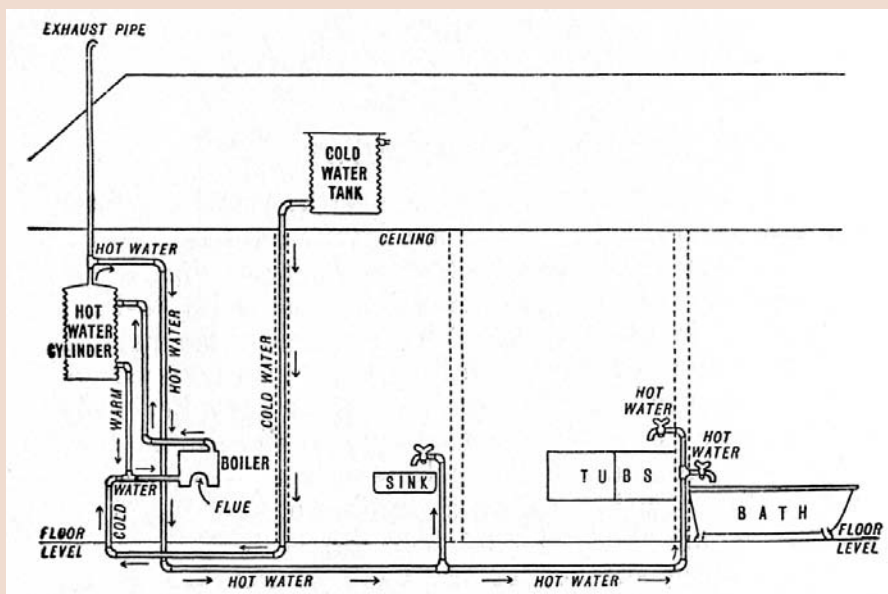 EXHAUST PIPE
COLD
WATER
TANK
CEILING
HOT WATER
HOT
WATER
CYLINDER
HOT WATER
COLD WATER
WARM
HOT
WATER
HOT
WATER
BOILER
SINK
TUBS
WATER
FLUE
COLD
BATH
FLOOR
LEVEL
FLOOR
LEVEL
HOT WATER
HOT WATER